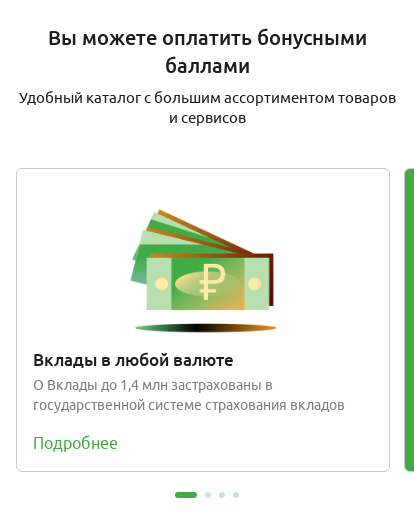 Вы можете оплатить бонусными
баллами
Удобный каталог с большим ассортиментом товаров
и сервисов
₽
Вклады в любой валюте
О Вклады до 1,4 млн застрахованы в
государственной системе страхования вкладов
Подробнее